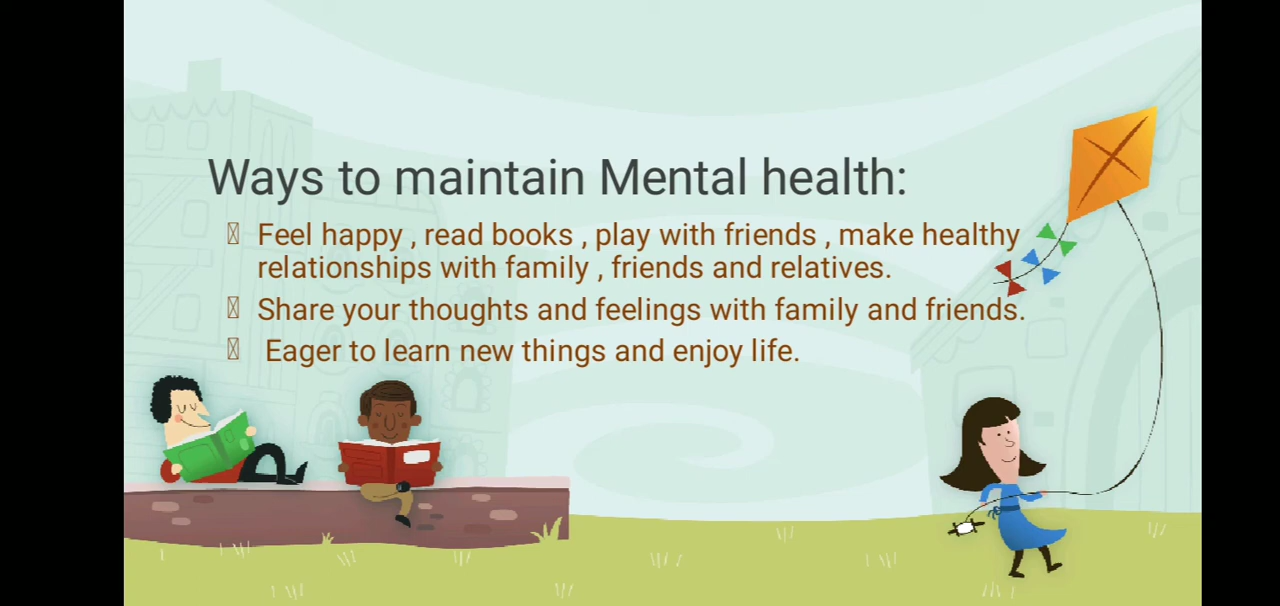 Ways to maintain Mental health:
Feel happy , read books , play with friends , make healthy
relationships with family , friends and relatives.
Share your thoughts and feelings with family and friends.
Eager to learn new things and enjoy life.